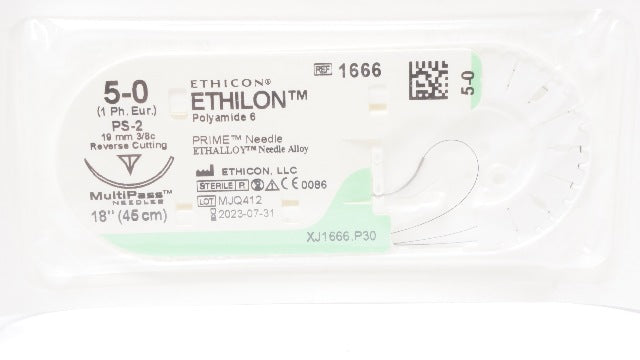 5-0
(1 Ph. Eur.)
PS-2
19 mm 3/8c
Reverse Cutting
MultiPass™
NEEDLES
18" (45 cm)
ETHICON®
ETHILON™
Polyamide 6
PRIME™ Needle
ETHALLOY™ Needle Alloy
ETHICON, LLC
STERILE R 2 CE 0086
LOT MJQ412
2023-07-31
REF 1666
5-0
XJ1666.P30